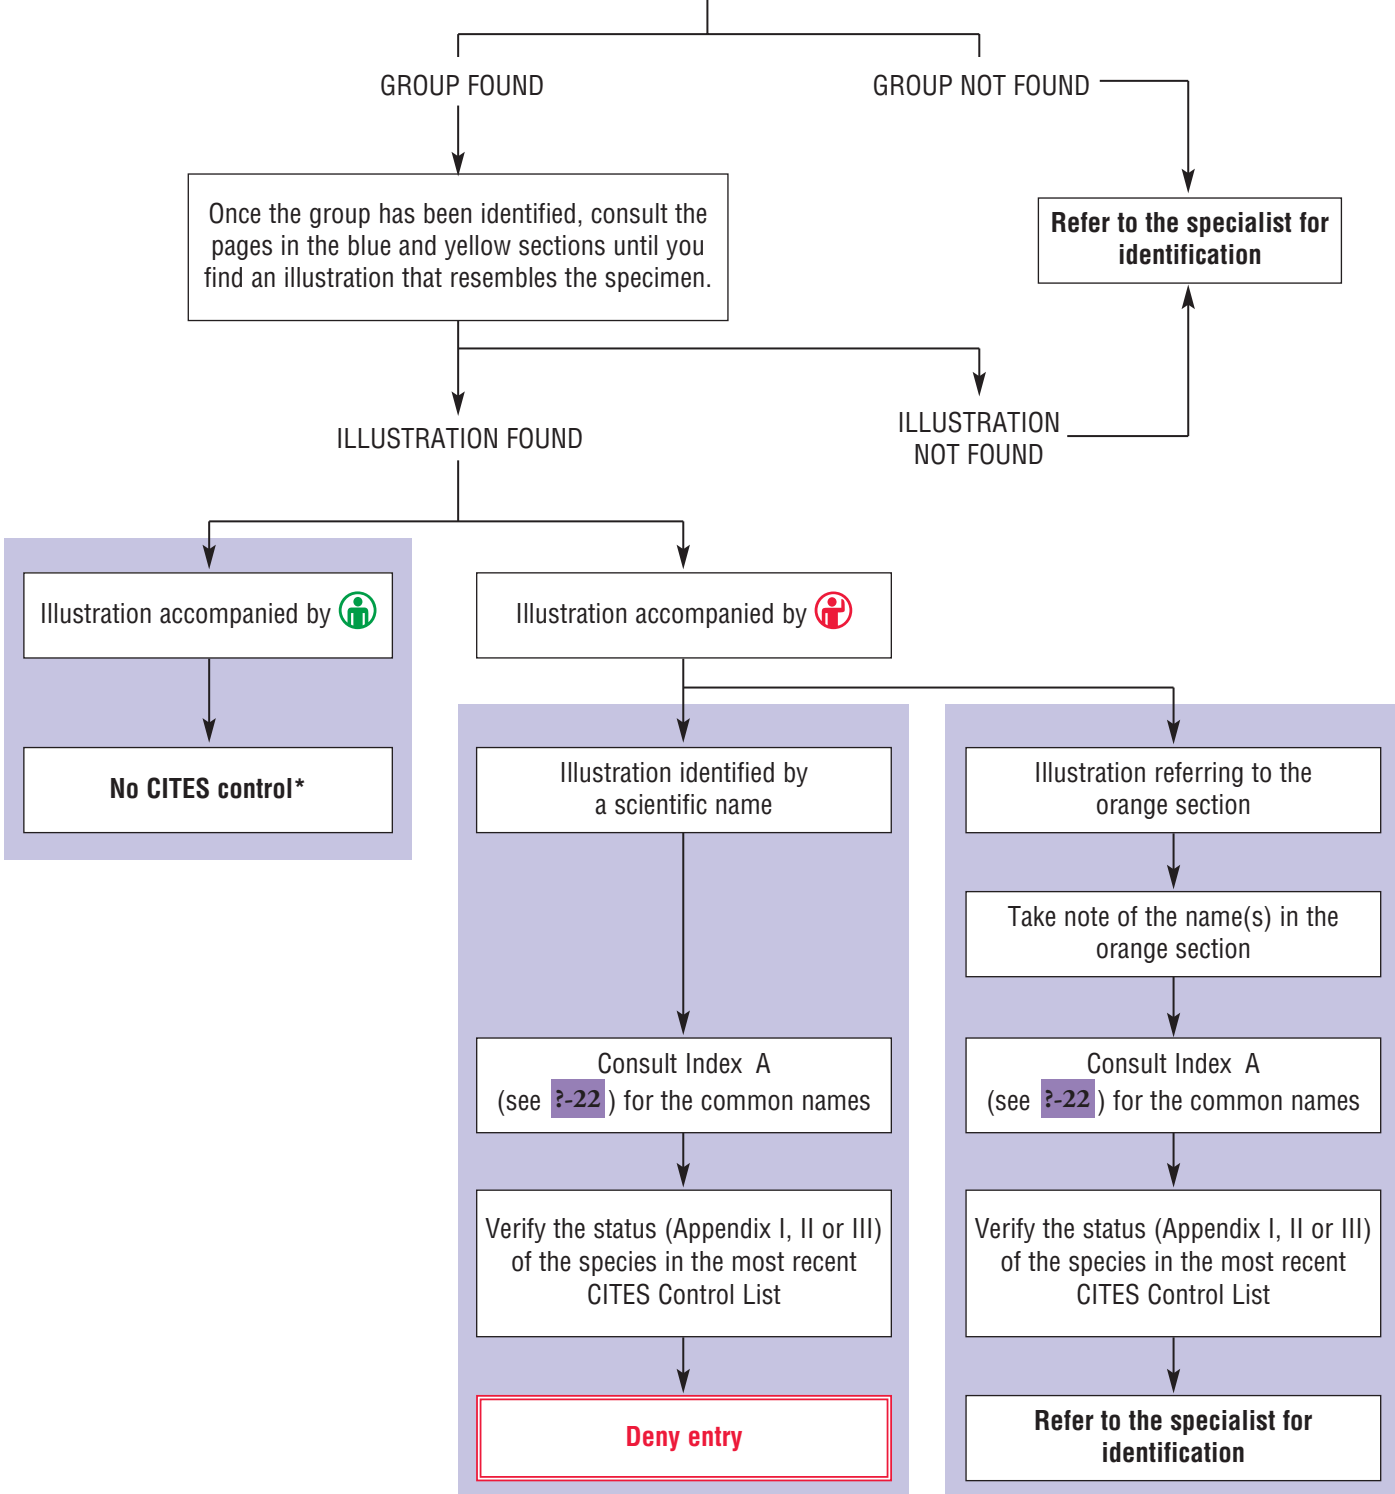 GROUP FOUND
GROUP NOT FOUND
Once the group has been identified, consult the
pages in the blue and yellow sections until you
find an illustration that resembles the specimen.
Refer to the specialist for
identification
ILLUSTRATION FOUND
ILLUSTRATION
NOT FOUND
Illustration accompanied by
Illustration accompanied by
No CITES control*
Illustration identified by
a scientific name
Illustration referring to the
orange section
Take note of the name(s) in the
orange section
Consult Index A
(see ?-22 ) for the common names
Consult Index A
(see ?-22 ) for the common names
Verify the status (Appendix I, II or III)
of the species in the most recent
CITES Control List
Verify the status (Appendix I, II or III)
of the species in the most recent
CITES Control List
Deny entry
Refer to the specialist for
identification